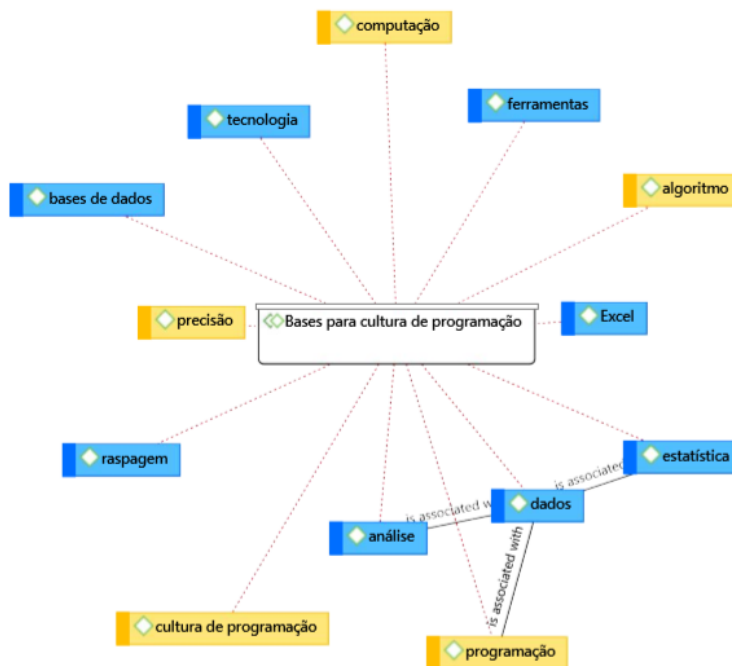 computação
ferramentas
tecnologia
algoritmo
bases de dados
precisão
Bases para cultura de programação
Excel
raspagem
estatística
is associated
dados
is associated w
análise
is associated with
cultura de programação
programação